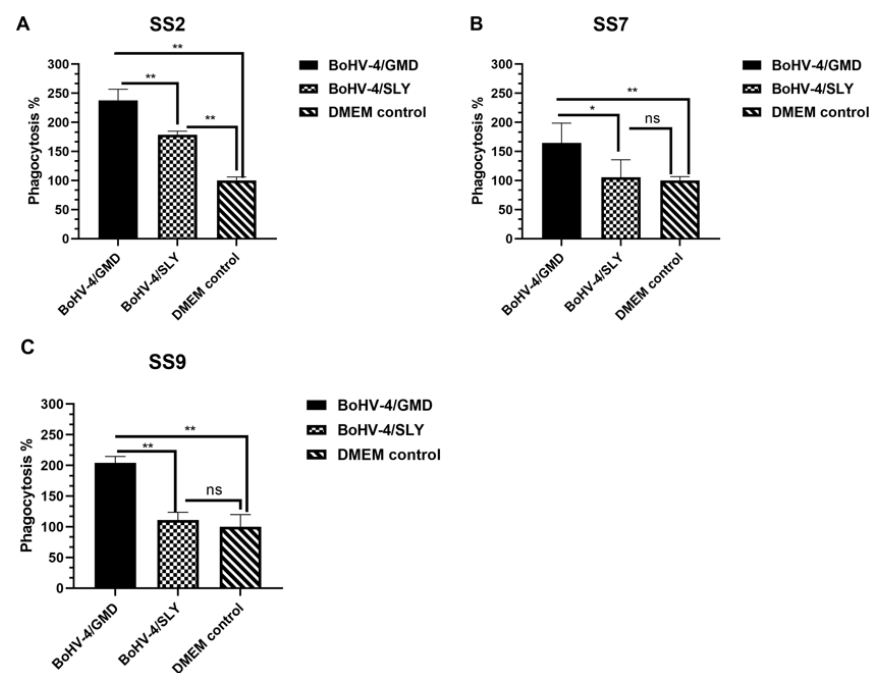 A
SS2
300
250
200
150
100
50
0
Phagocytosis %
**
**
**
BoHV-4/GMD
BoHV-4/SLY
DMEM control
BoHV-4/GMD
BoHV-4/SLY
DMEM control
B
SS7
300
250
200
150
100
50
0
Phagocytosis %
**
*
ns
BoHV-4/GMD
BoHV-4/SLY
DMEM control
BoHV-4/GMD
BoHV-4/SLY
DMEM control
C
SS9
300
250
200
150
100
50
0
Phagocytosis %
**
**
ns
BoHV-4/GMD
BoHV-4/SLY
DMEM control
BoHV-4/GMD
BoHV-4/SLY
DMEM control